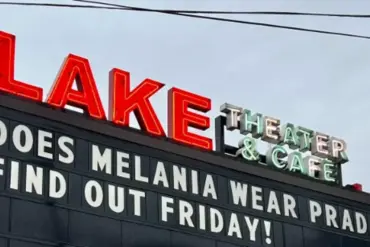 LAKE
THEATER
& CAFE
DOES MELANIA WEAR PRAD
FIND OUT FRIDAY!